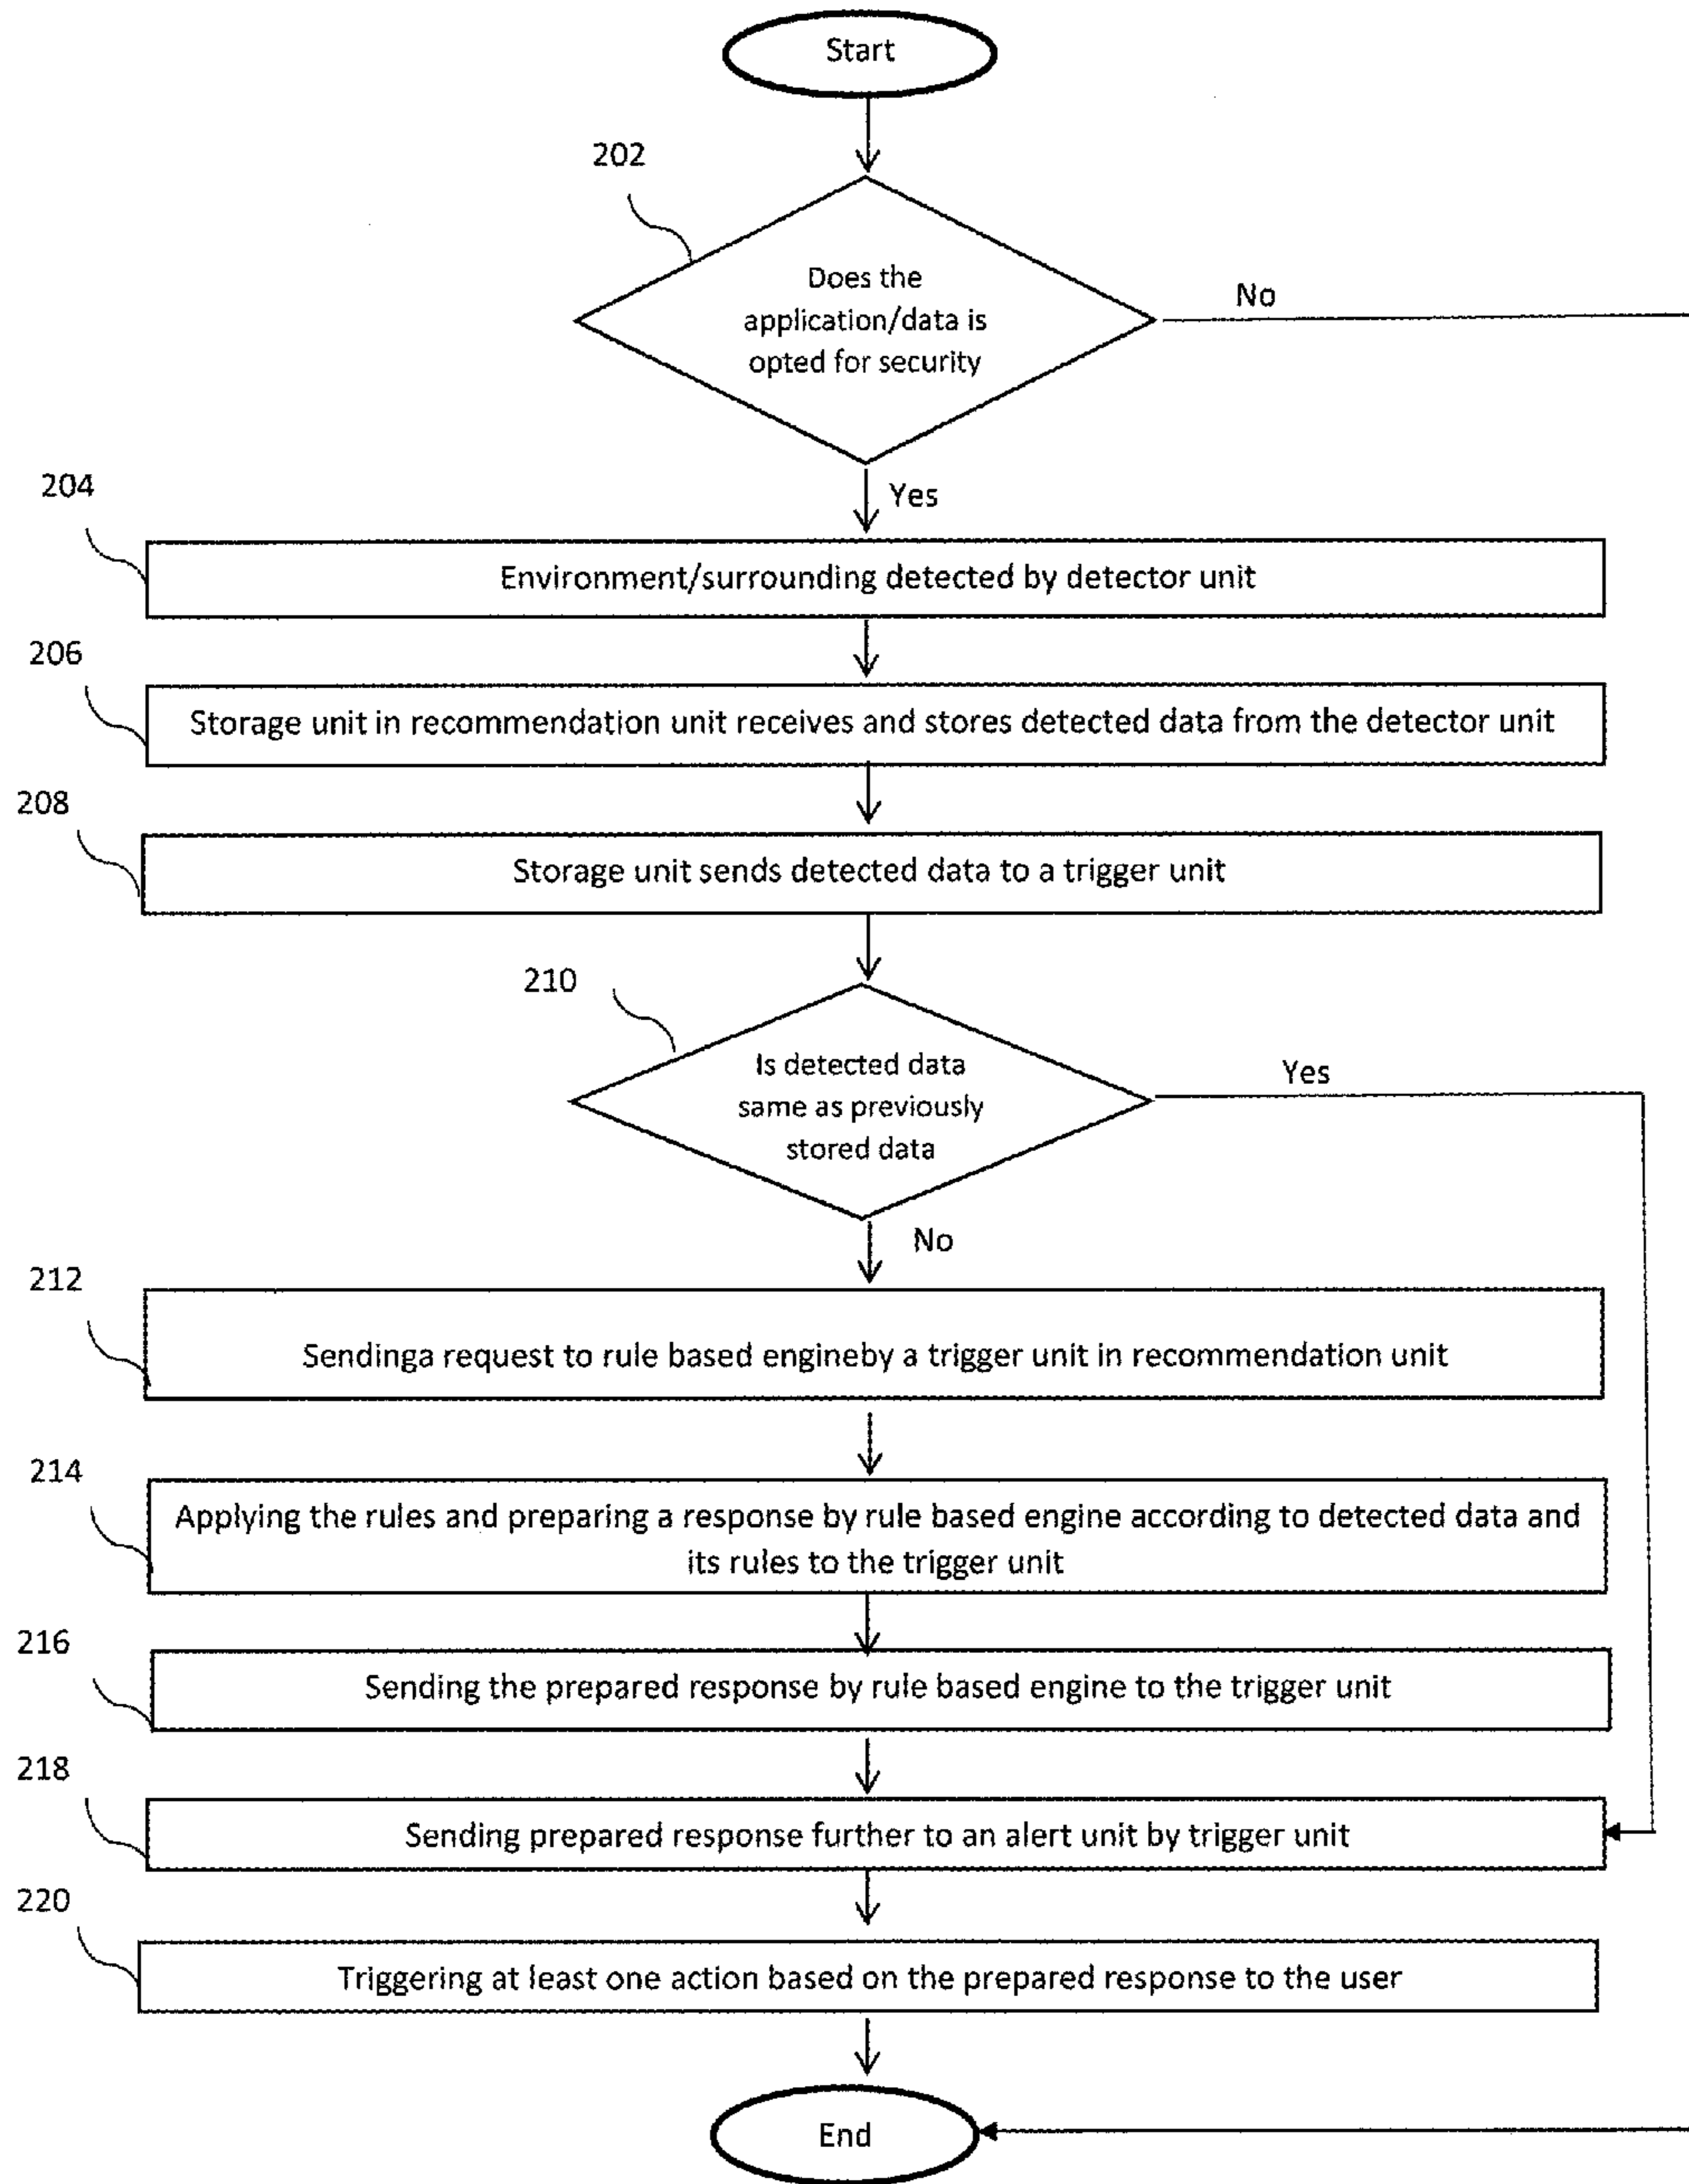 Start
202
Does the
application/data is
opted for security
No
Yes
204
Environment/surrounding detected by detector unit
206
Storage unit in recommendation unit receives and stores detected data from the detector unit
208
Storage unit sends detected data to a trigger unit
210
Is detected data
same as previously
stored data
Yes
No
212
Sendinga request to rule based engineby a trigger unit in recommendation unit
214
Applying the rules and preparing a response by rule based engine according to detected data and
its rules to the trigger unit
216
Sending the prepared response by rule based engine to the trigger unit
218
Sending prepared response further to an alert unit by trigger unit
220
Triggering at least one action based on the prepared response to the user
End